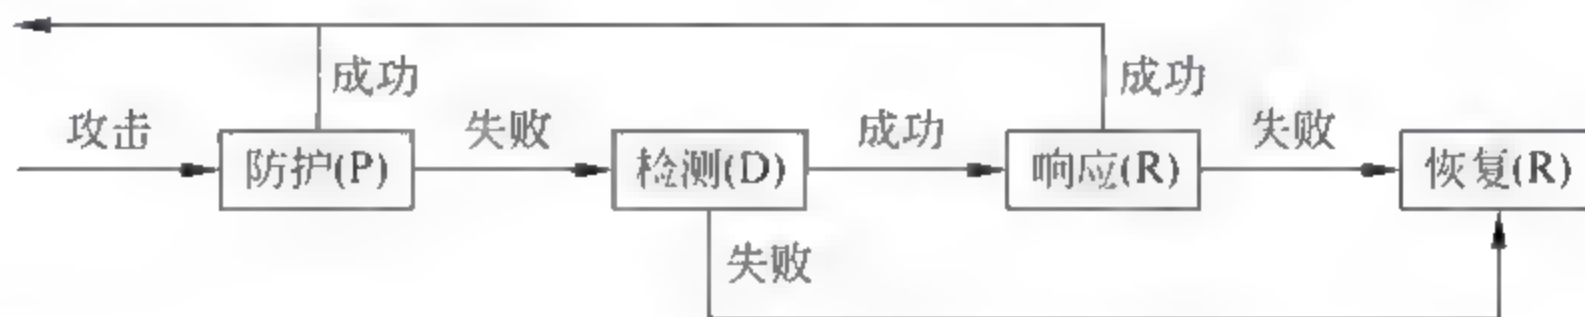 成功 成功
攻击 失败 成功 失败
防护(P) 检测(D) 响应(R) 恢复(R)
失败